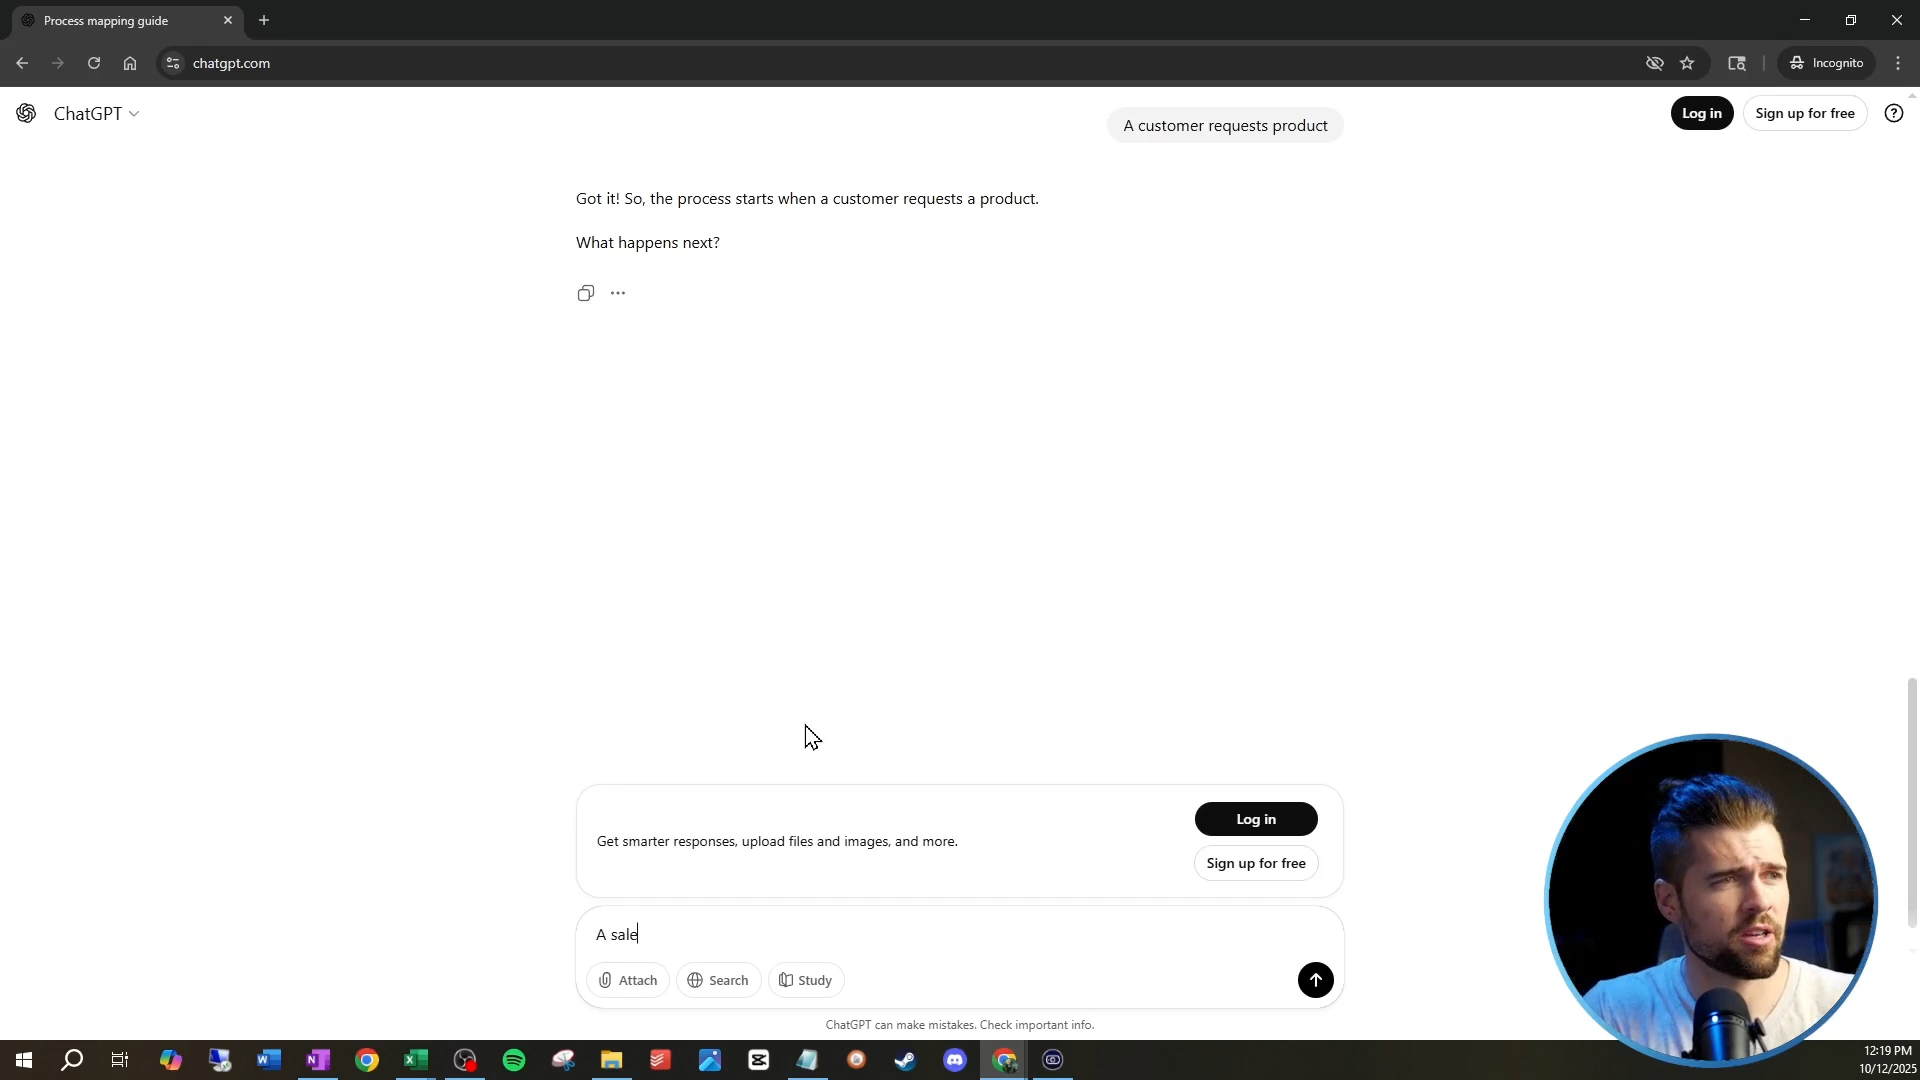 Process mapping guide
chatgpt.com
Incognito
ChatGPT
A customer requests product
Log in
Sign up for free
Got it! So, the process starts when a customer requests a product.
What happens next?
Get smarter responses, upload files and images, and more.
Log in
Sign up for free
A sale
Attach
Search
Study
ChatGPT can make mistakes. Check important info.
12:19 PM
10/12/2025